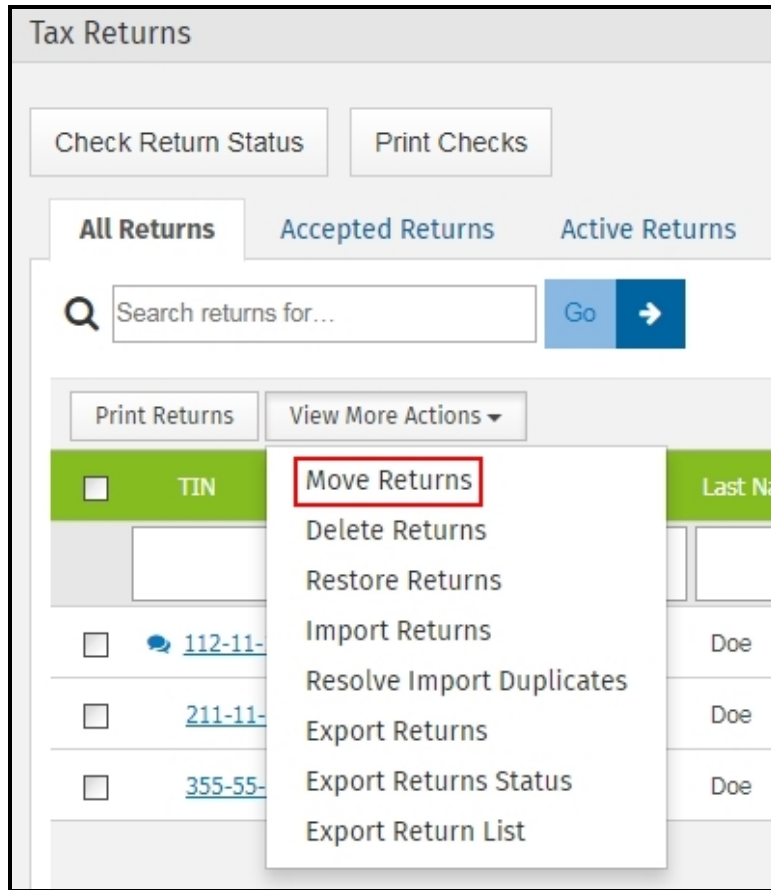 Tax Returns
Check Return Status Print Checks
All Returns Accepted Returns Active Returns
Search returns for... Go
Print Returns View More Actions
Move Returns
TIN Last Na
Delete Returns
Restore Returns
Import Returns
112-11- Doe
Resolve Import Duplicates
211-11- Doe
Export Returns
Export Returns Status
355-55- Doe
Export Return List